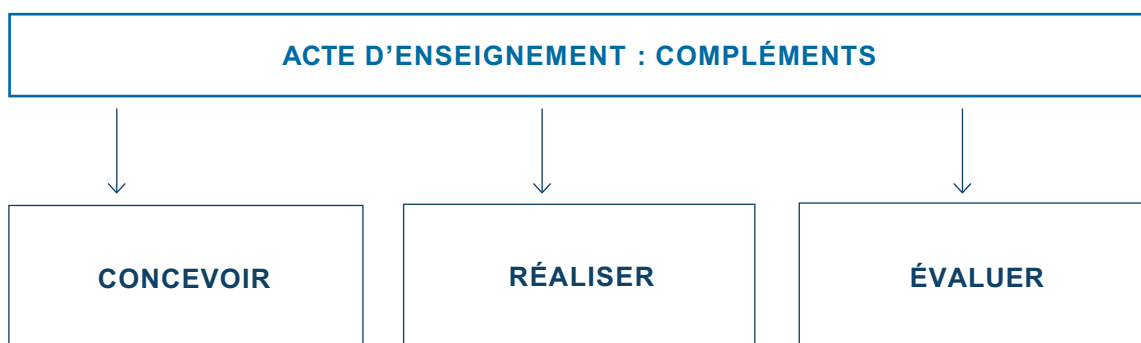 ACTE D'ENSEIGNEMENT : COMPLÉMENTS
CONCEVOIR
RÉALISER
ÉVALUER